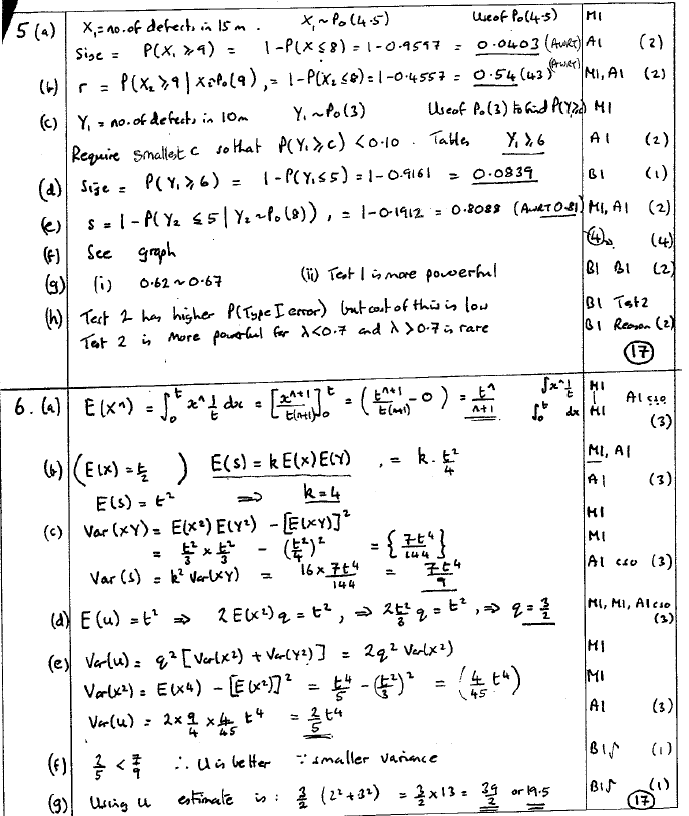 5 (a) X₁ = no. of defects in 15 m . X₁ ~ Po(4.5) Use of Po(4.5) M1
Size = P(X₁ ≥ 9) = 1 - P(X ≤ 8) = 1 - 0.9597 = 0.0403 (AWRT) A1 (2)
(b) r = P(X₂ ≥ 9 | X₂~Po(9)), = 1 - P(X₂ ≤ 8) = 1 - 0.4557 = 0.54(43) (AWRT) M1, A1 (2)
(c) Y₁ = no. of defects in 10m Y₁ ~ Po(3) Use of Po(3) to find P(Y₁≥c) M1
Require smallest c so that P(Y₁ ≥ c) < 0.10 . Tables Y₁ ≥ 6 A1 (2)
(d) Size = P(Y₁ ≥ 6) = 1 - P(Y₁ ≤ 5) = 1 - 0.9161 = 0.0839 B1 (1)
(e) s = 1 - P(Y₂ ≤ 5 | Y₂ ~ Po(8)), = 1 - 0.1912 = 0.8088 (AWRT 0.81) M1, A1 (2)
(f) See graph (4)
(g) (i) 0.62 ~ 0.67 (ii) Test 1 is more powerful B1 B1 (2)
(h) Test 2 has higher P(Type I error) but cost of this is low B1 Test 2
Test 2 is more powerful for λ < 0.7 and λ > 0.7 is rare B1 Reason (2)
(17)
6. (a) E(Xⁿ) = ∫₀ᵗ xⁿ 1/t dx = [xⁿ⁺¹/t(n+1)]₀ᵗ = (tⁿ⁺¹/t(n+1) - 0) = tⁿ/n+1 ∫xⁿ 1/t M1
∫₀ᵗ dx M1 A1 cso (3)
(b) (E(X) = t/2 ) E(S) = k E(X)E(Y) , = k . t²/4 M1, A1
E(S) = t² ⇒ k = 4 A1 (3)
(c) Var(XY) = E(X²)E(Y²) - [E(XY)]² M1
= t²/3 × t²/3 - (t²/4)² = {7t⁴/144} M1
Var(S) = k² Var(XY) = 16 × 7t⁴/144 = 7t⁴/9 A1 cso (3)
(d) E(U) = t² ⇒ 2E(X²)q = t², ⇒ 2t²/3 q = t², ⇒ q = 3/2 M1, M1, A1 cso (3)
(e) Var(U) = q² [Var(X²) + Var(Y²)] = 2q² Var(X²) M1
Var(X²) = E(X⁴) - [E(X²)]² = t⁴/5 - (t²/3)² = (4/45 t⁴) M1
Var(U) = 2 × 9/4 × 4/45 t⁴ = 2/5 t⁴ A1 (3)
(f) 2/5 < 7/9 ∴ U is better ∵ smaller variance B1√ (1)
(g) Using U estimate is : 3/2 (2² + 3²) = 3/2 × 13 = 39/2 or 19.5 B1√ (1)
(17)